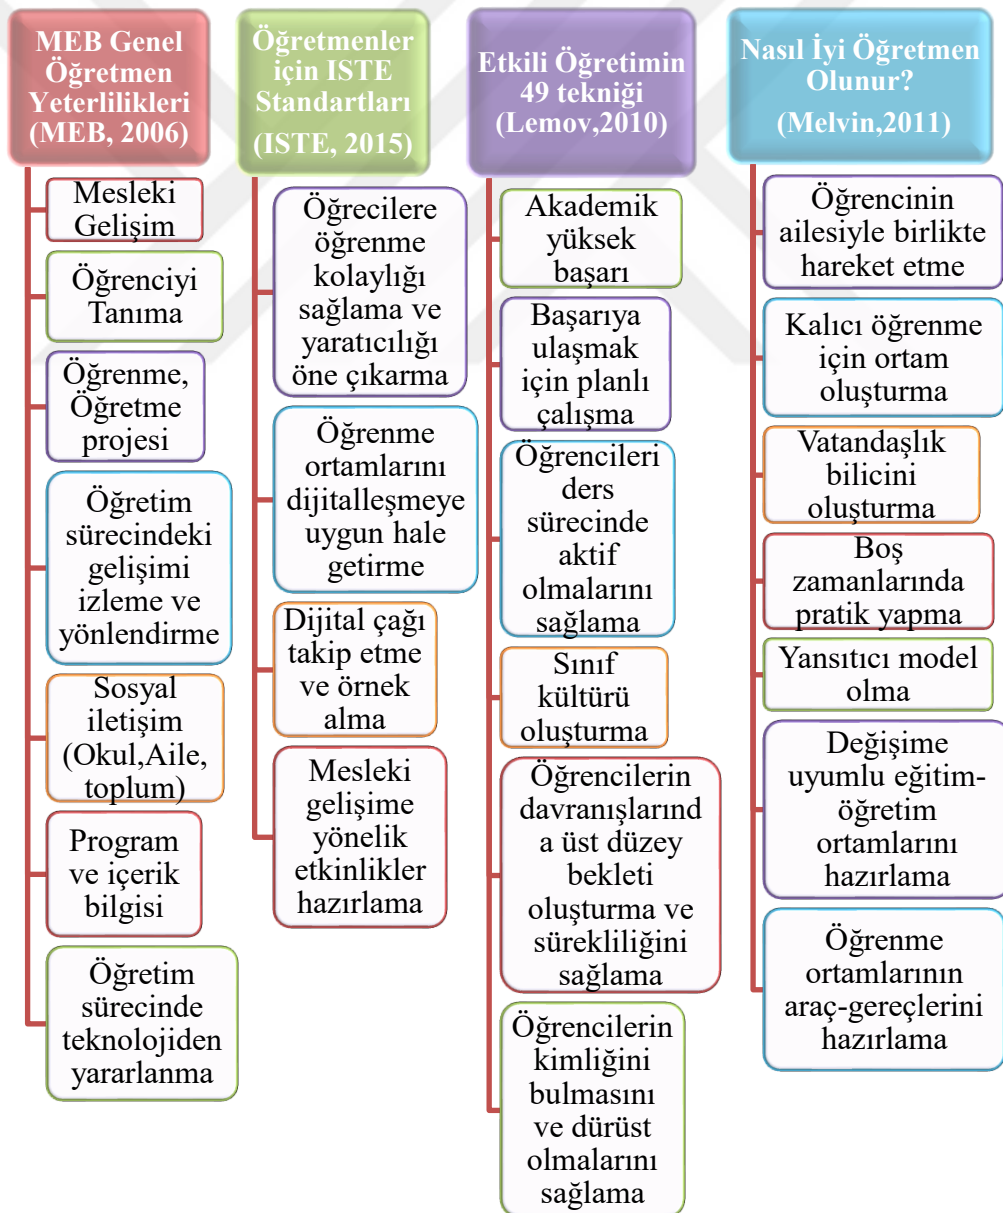 MEB Genel
Öğretmen
Yeterlilikleri
(MEB, 2006)
Mesleki
Gelişim
Öğrenciyi
Tanıma
Öğrenme,
Öğretme
projesi
Öğretim
sürecindeki
gelişimi
izleme ve
yönlendirme
Sosyal
iletişim
(Okul,Aile,
toplum)
Program
ve içerik
bilgisi
Öğretim
sürecinde
teknolojiden
yararlanma
Öğretmenler
için ISTE
Standartları
(ISTE, 2015)
Öğrecilere
öğrenme
kolaylığı
sağlama ve
yaratıcılığı
öne çıkarma
Öğrenme
ortamlarını
dijitalleşmeye
uygun hale
getirme
Dijital çağı
takip etme
ve örnek
alma
Mesleki
gelişime
yönelik
etkinlikler
hazırlama
Etkili Öğretimin
49 tekniği
(Lemov,2010)
Akademik
yüksek
başarı
Başarıya
ulaşmak
için planlı
çalışma
Öğrencileri
ders
sürecinde
aktif
olmalarını
sağlama
Sınıf
kültürü
oluşturma
Öğrencilerin
davranışlarınd
a üst düzey
bekleti
oluşturma ve
sürekliliğini
sağlama
Öğrencilerin
kimliğini
bulmasını
ve dürüst
olmalarını
sağlama
Nasıl İyi Öğretmen
Olunur?
(Melvin,2011)
Öğrencinin
ailesiyle birlikte
hareket etme
Kalıcı öğrenme
için ortam
oluşturma
Vatandaşlık
bilicini
oluşturma
Boş
zamanlarında
pratik yapma
Yansıtıcı model
olma
Değişime
uyumlu eğitim-
öğretim
ortamlarını
hazırlama
Öğrenme
ortamlarının
araç-gereçlerini
hazırlama